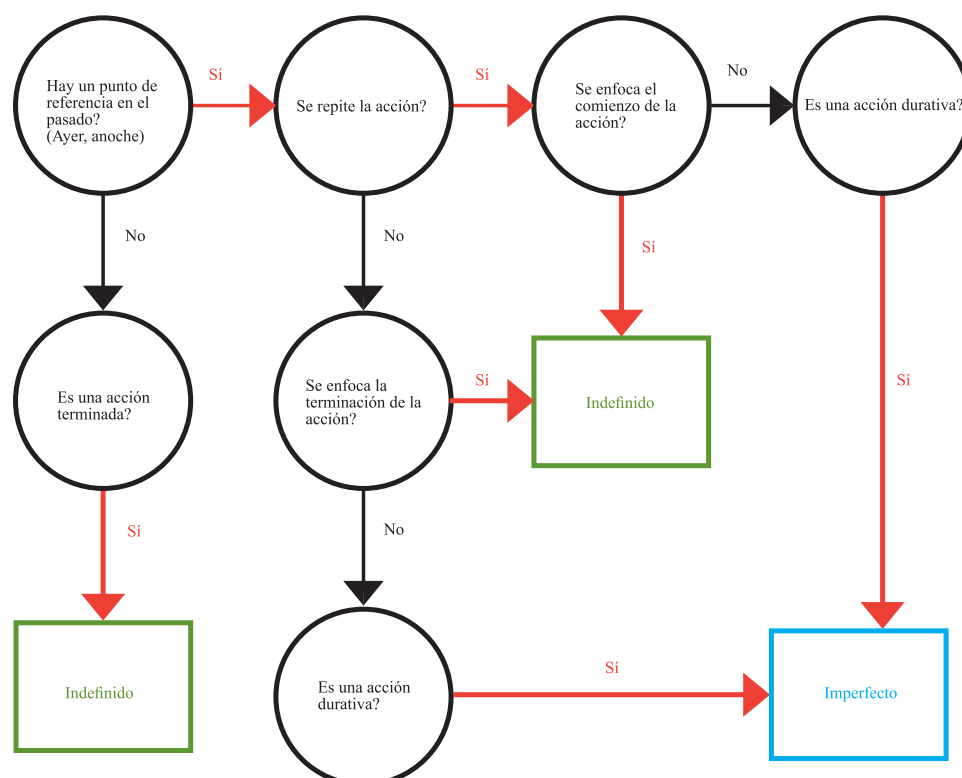 Hay un punto de
referencia en el
pasado?
(Ayer, anoche)
Sí
Se repite la acción?
Sí
Se enfoca el
comienzo de la
acción?
No
Es una acción durativa?
No
No
Sí
Sí
Es una acción
terminada?
Se enfoca la
terminación de la
acción?
Sí
Indefinido
Sí
No
Indefinido
Es una acción
durativa?
Sí
Imperfecto